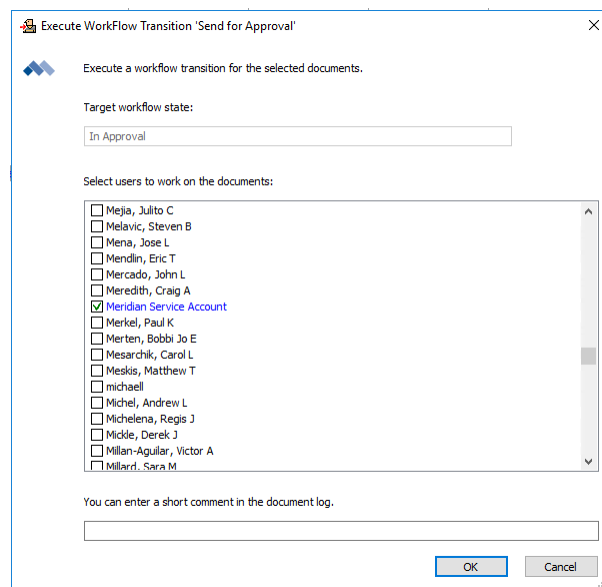 Execute WorkFlow Transition 'Send for Approval'
Execute a workflow transition for the selected documents.
Target workflow state:
In Approval
Select users to work on the documents:
Mejia, Julito C
Melavic, Steven B
Mena, Jose L
Mendlin, Eric T
Mercado, John L
Meredith, Craig A
Meridian Service Account
Merkel, Paul K
Merten, Bobbi Jo E
Mesarchik, Carol L
Meskis, Matthew T
michaell
Michel, Andrew L
Michelena, Regis J
Mickle, Derek J
Millan-Aguilar, Victor A
Millard, Sara M
You can enter a short comment in the document log.
OK
Cancel